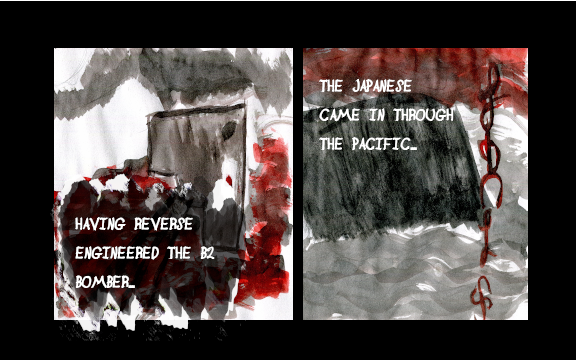 HAVING REVERSE
ENGINEERED THE B2
BOMBER...
THE JAPANESE
CAME IN THROUGH
THE PACIFIC...